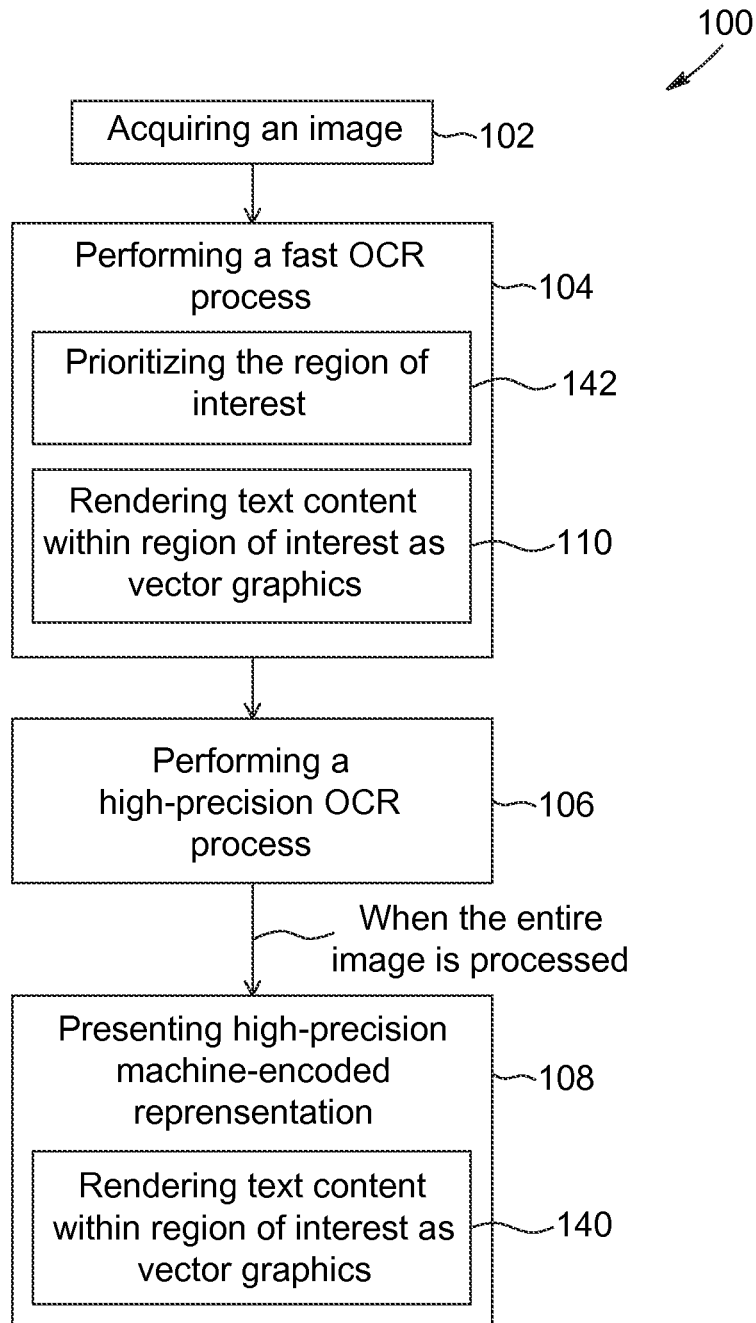 100
Acquiring an image
102
Performing a fast OCR
process
104
Prioritizing the region of
interest
142
Rendering text content
within region of interest as
vector graphics
110
Performing a
high-precision OCR
process
106
When the entire
image is processed
Presenting high-precision
machine-encoded
reprensentation
108
Rendering text content
within region of interest as
vector graphics
140